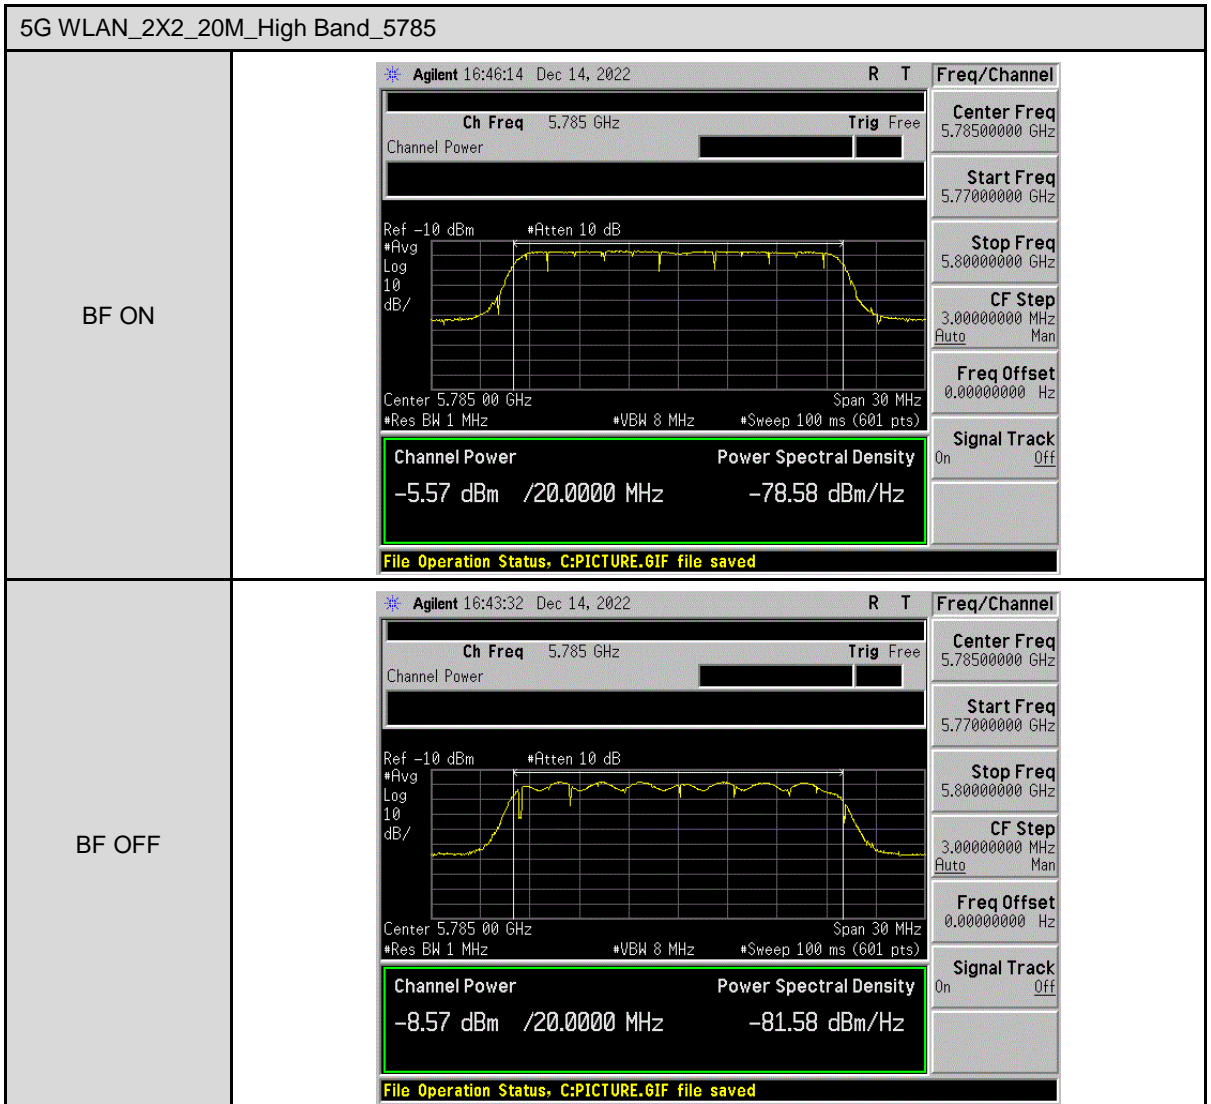 5G WLAN_2X2_20M_High Band_5785
BF ON
Agilent 16:46:14 Dec 14, 2022 R T Freq/Channel
Ch Freq 5.785 GHz Trig Free
Channel Power
Center Freq
5.78500000 GHz
Start Freq
5.77000000 GHz
Stop Freq
5.80000000 GHz
CF Step
3.00000000 MHz
Auto Man
Freq Offset
0.00000000 Hz
Signal Track
On Off
Ref -10 dBm #Atten 10 dB
#Avg
Log
10
dB/
Center 5.785 00 GHz Span 30 MHz
#Res BW 1 MHz #VBW 8 MHz #Sweep 100 ms (601 pts)
Channel Power Power Spectral Density
-5.57 dBm /20.0000 MHz -78.58 dBm/Hz
File Operation Status, C:PICTURE.GIF file saved
BF OFF
Agilent 16:43:32 Dec 14, 2022 R T Freq/Channel
Ch Freq 5.785 GHz Trig Free
Channel Power
Center Freq
5.78500000 GHz
Start Freq
5.77000000 GHz
Stop Freq
5.80000000 GHz
CF Step
3.00000000 MHz
Auto Man
Freq Offset
0.00000000 Hz
Signal Track
On Off
Ref -10 dBm #Atten 10 dB
#Avg
Log
10
dB/
Center 5.785 00 GHz Span 30 MHz
#Res BW 1 MHz #VBW 8 MHz #Sweep 100 ms (601 pts)
Channel Power Power Spectral Density
-8.57 dBm /20.0000 MHz -81.58 dBm/Hz
File Operation Status, C:PICTURE.GIF file saved